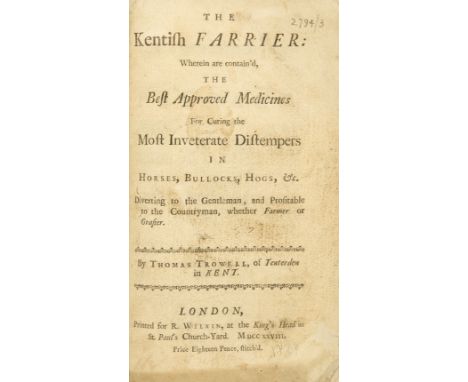 THE
2794/3
Kentiſh FARRIER:
Wherein are contain'd,
THE
Beſt Approved Medicines
For Curing the
Moſt Inveterate Diſtempers
IN
HORSES, BULLOCKS, HOGS, &c.
Diverting to the Gentleman, and Profitable
to the Countryman, whether Farmer or
Graſier.
By THOMAS TROWELL, of Tenterden
in KENT.
LONDON,
Printed for R. WILKIN, at the King's Head in
St. Paul's Church-Yard. MDCCXXVIII.
Price Eighteen Pence, ſtitch'd.